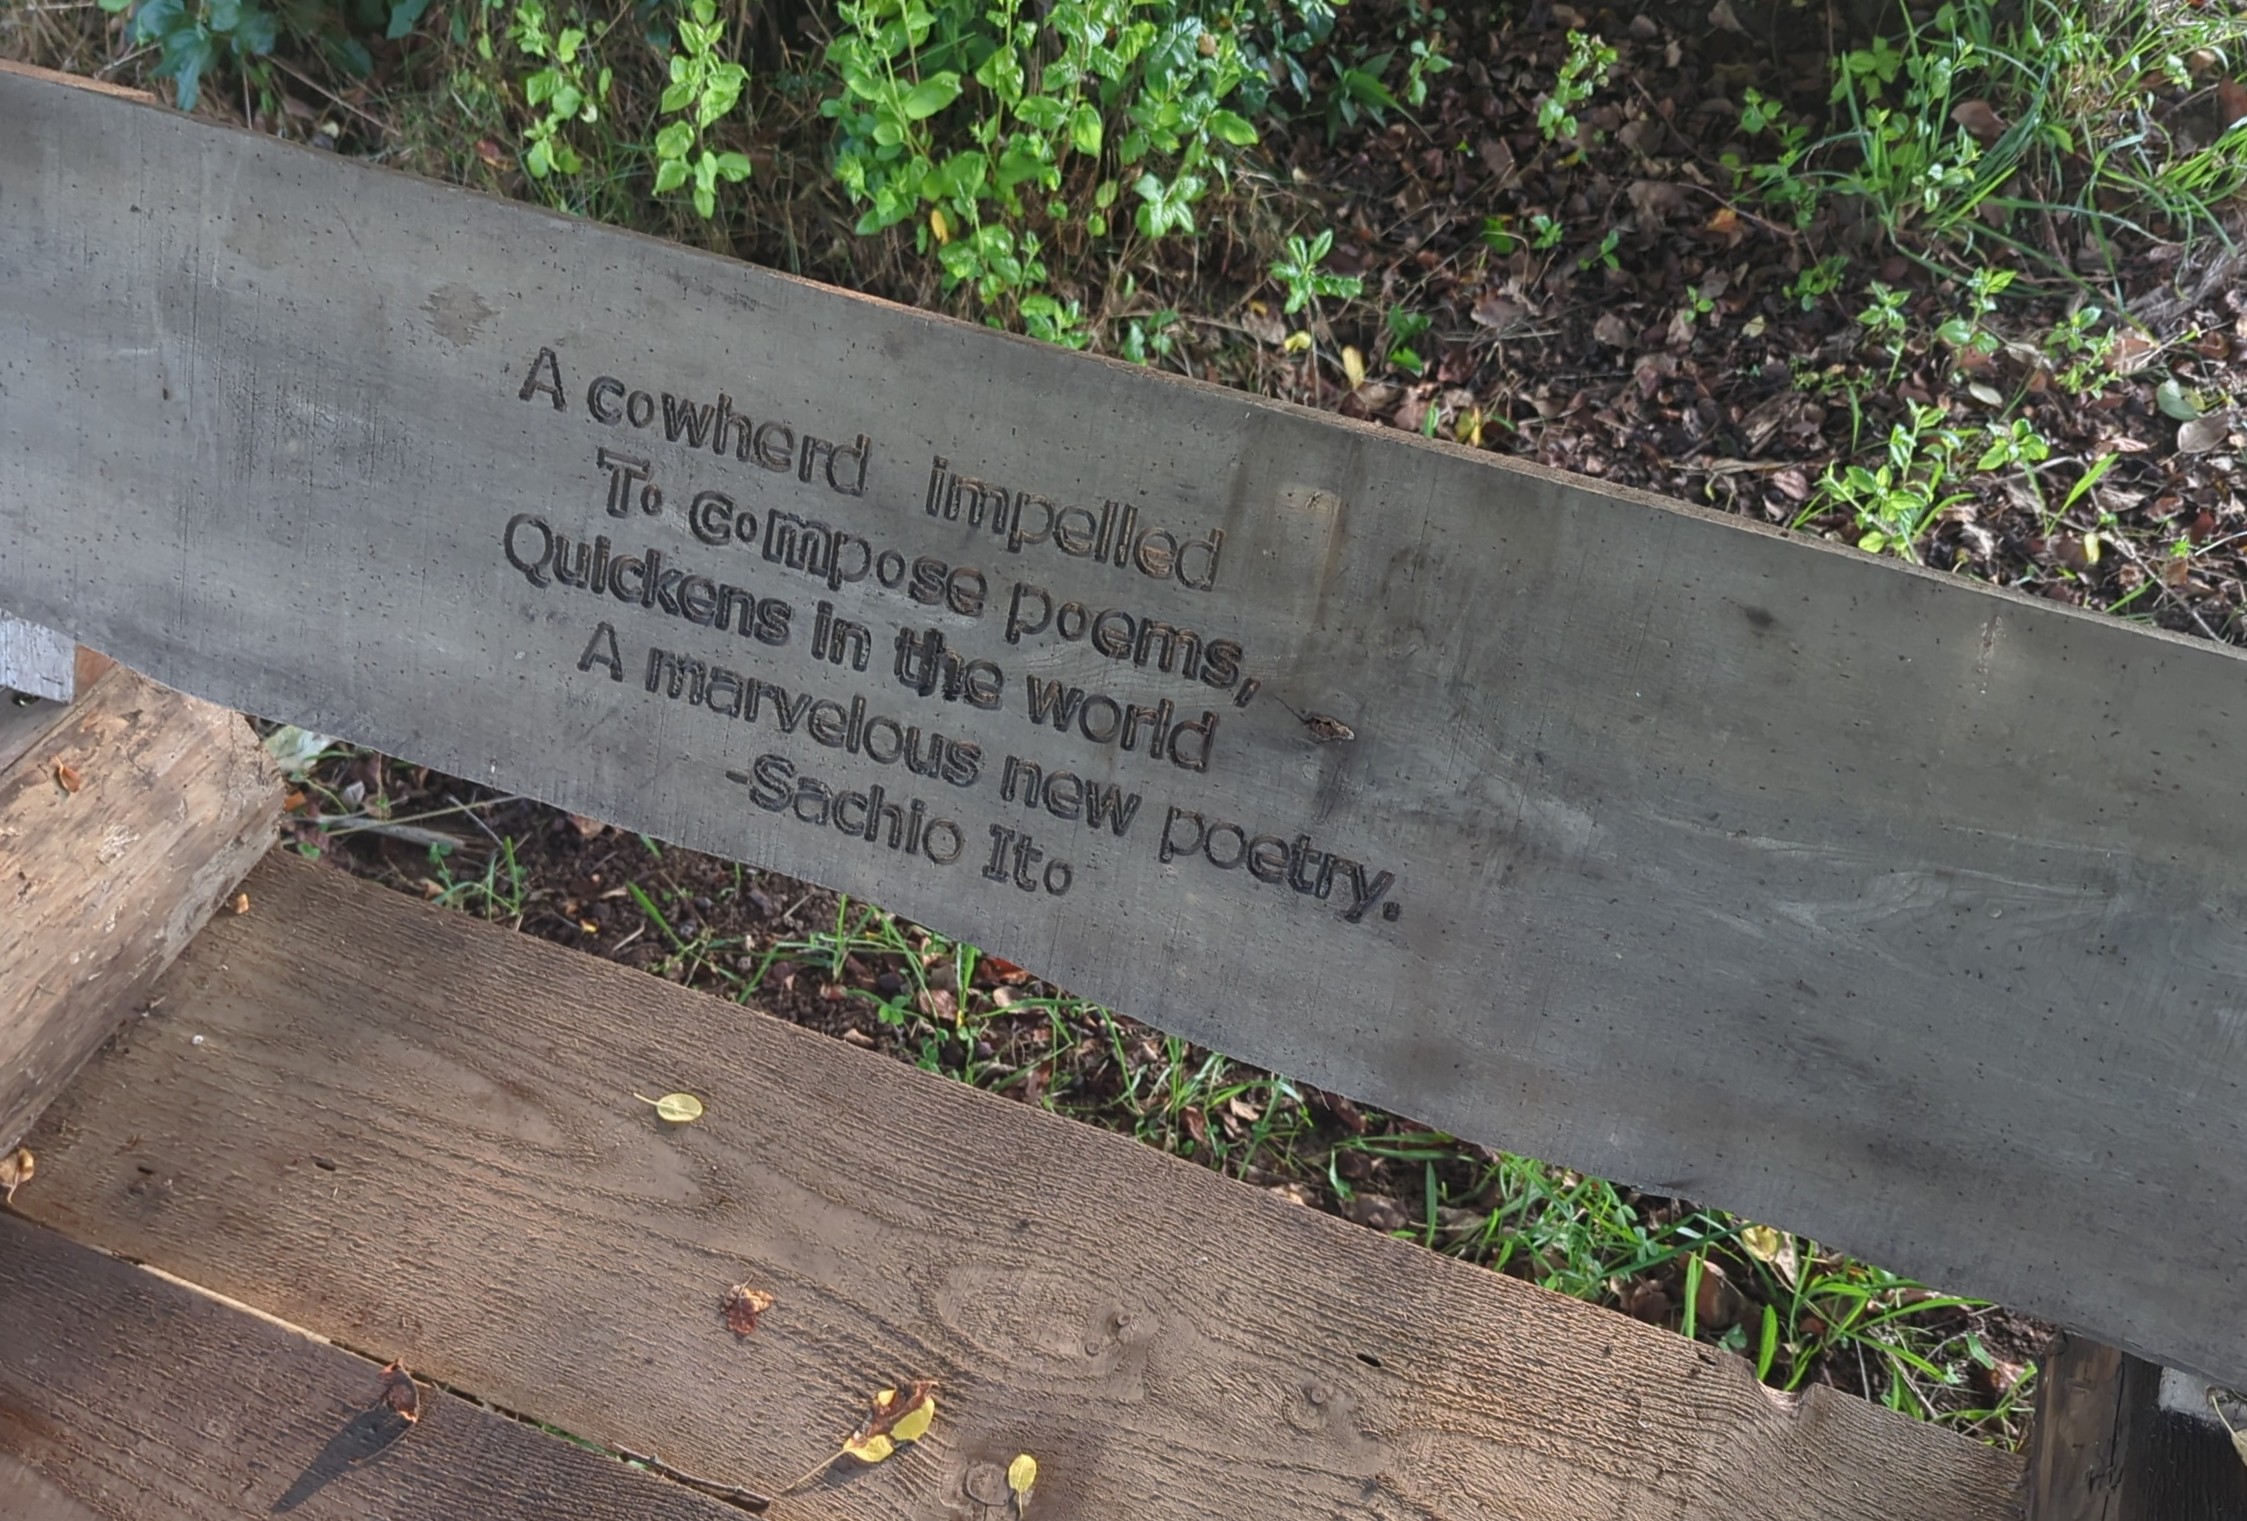 A cowherd impelled
To compose poems,
Quickens in the world
A marvelous new poetry.
-Sachio Ito